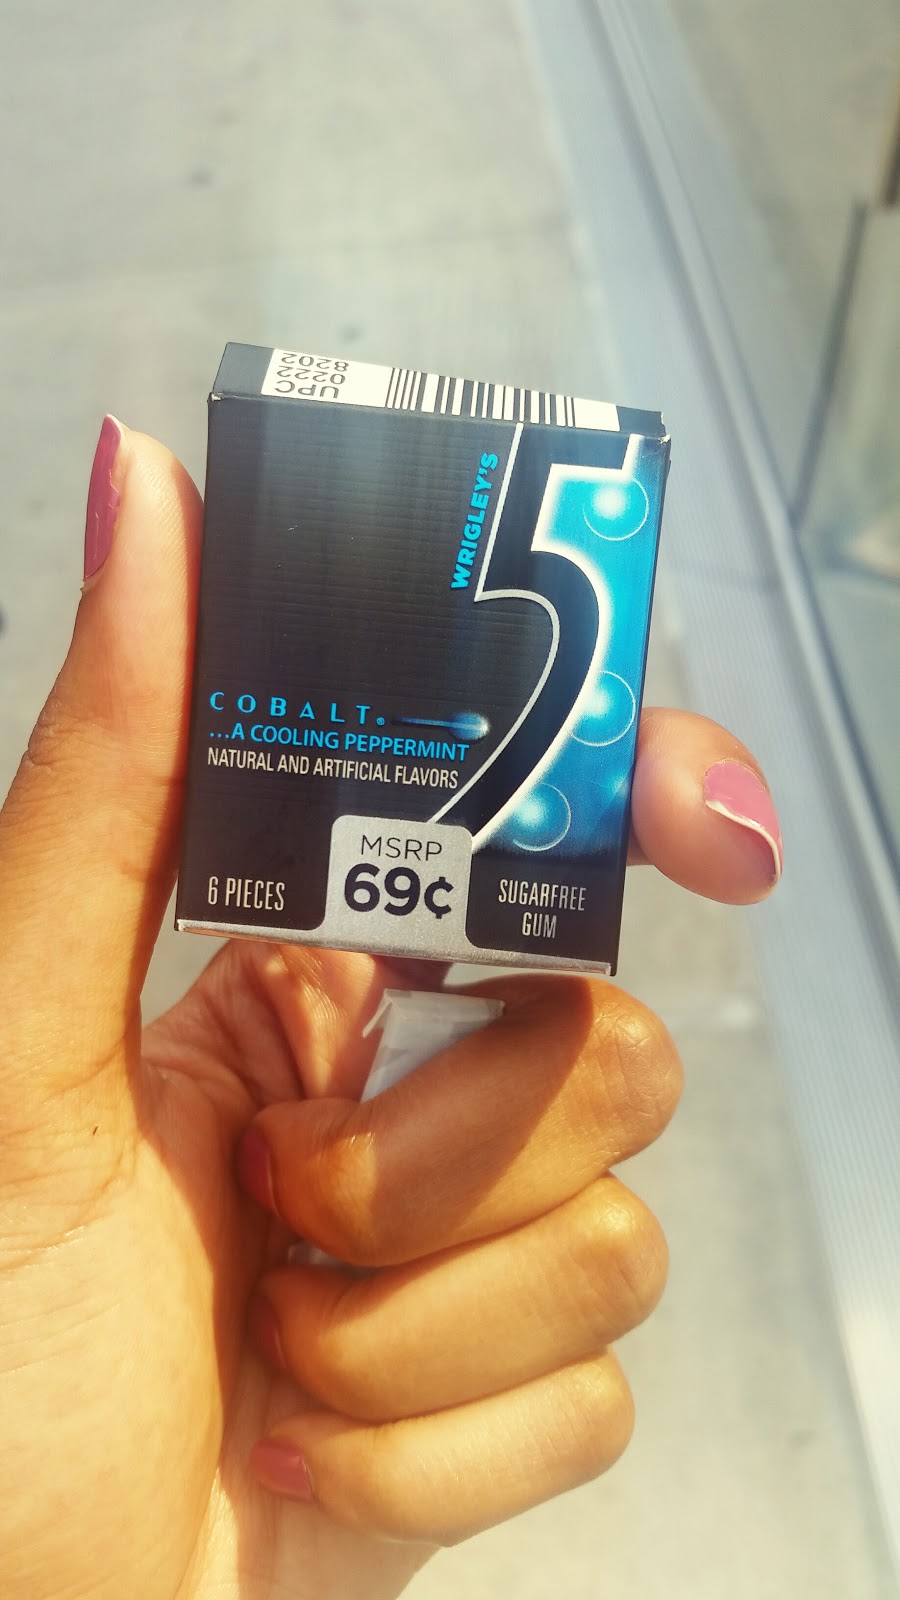 UPC
0222
8202
WRIGLEY'S
5
COBALT®
...A COOLING PEPPERMINT
NATURAL AND ARTIFICIAL FLAVORS
MSRP
69¢
6 PIECES
SUGARFREE
GUM